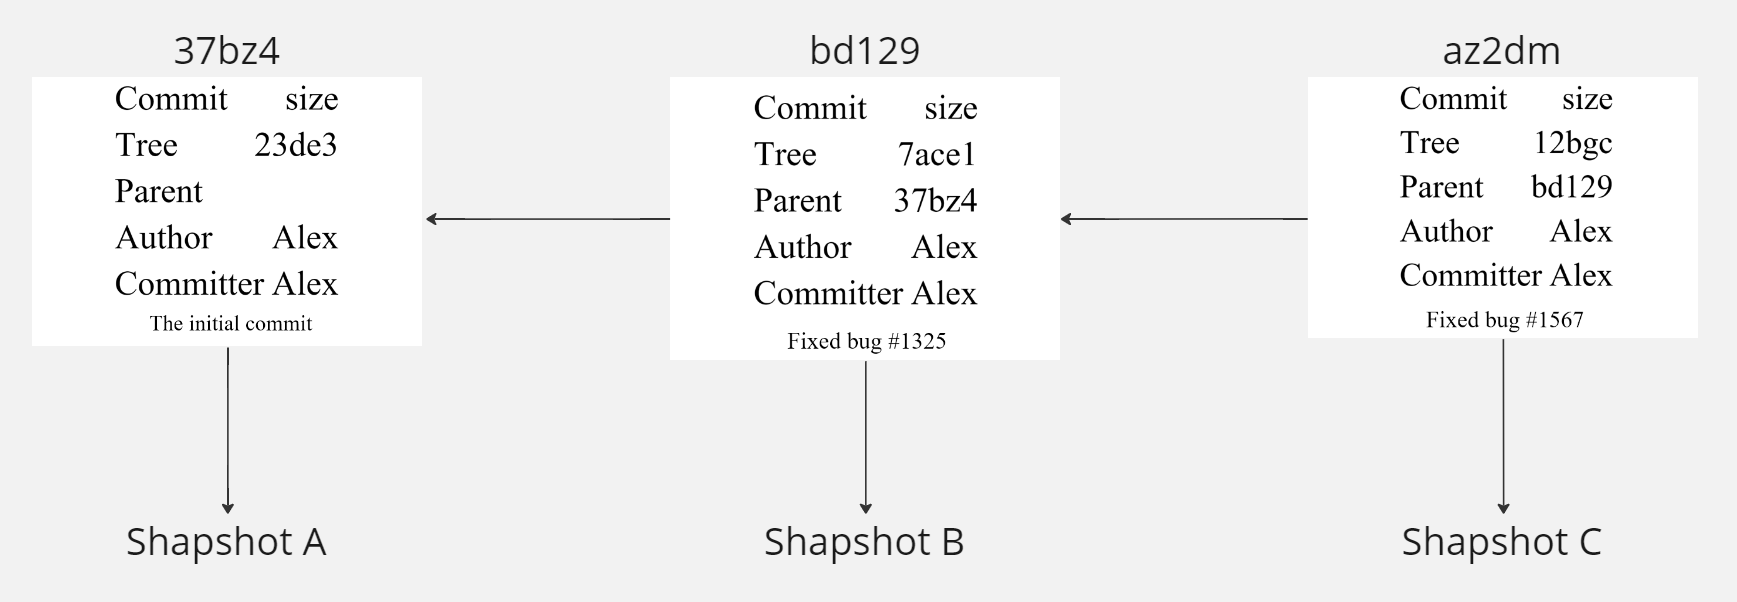 37bz4
Commit size
Tree 23de3
Parent
Author Alex
Committer Alex
The initial commit
Shapshot A
bd129
Commit size
Tree 7ace1
Parent 37bz4
Author Alex
Committer Alex
Fixed bug #1325
Shapshot B
az2dm
Commit size
Tree 12bgc
Parent bd129
Author Alex
Committer Alex
Fixed bug #1567
Shapshot C